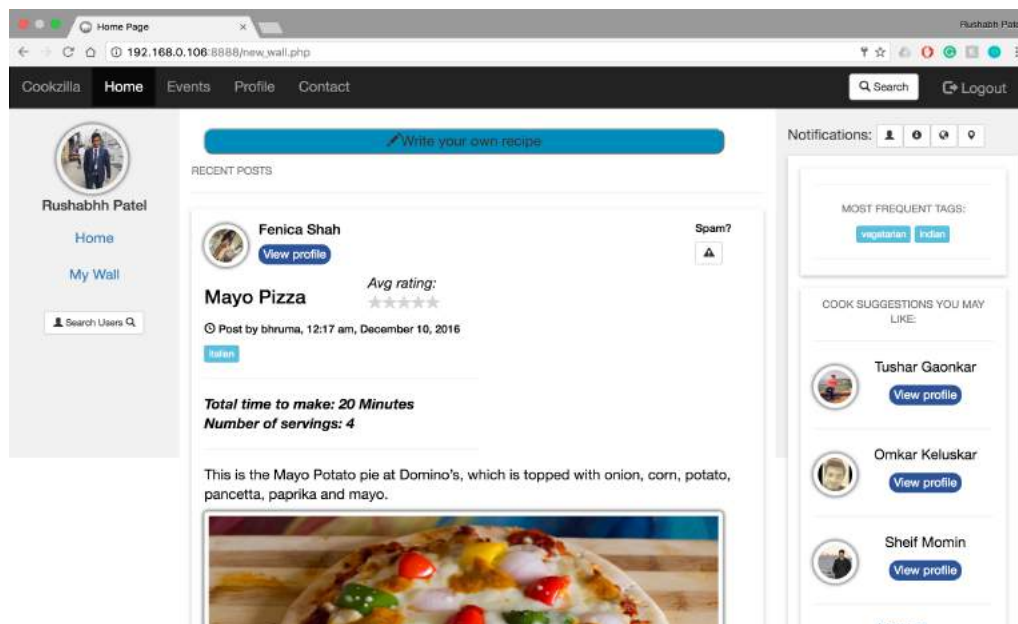 Home Page
Rushabh Pate
192.168.0.106:8888/new_wall.php
Cookzilla Home Events Profile Contact Search Logout
Rushabhh Patel
Home
My Wall
Search Users
Write your own recipe
RECENT POSTS
Fenica Shah
View profile
Spam?
Mayo Pizza
Avg rating:
Post by bhruma, 12:17 am, December 10, 2016
italian
Total time to make: 20 Minutes
Number of servings: 4
This is the Mayo Potato pie at Domino's, which is topped with onion, corn, potato,
pancetta, paprika and mayo.
Notifications:
MOST FREQUENT TAGS:
vegetarian indian
COOK SUGGESTIONS YOU MAY
LIKE:
Tushar Gaonkar
View profile
Omkar Keluskar
View profile
Sheif Momin
View profile